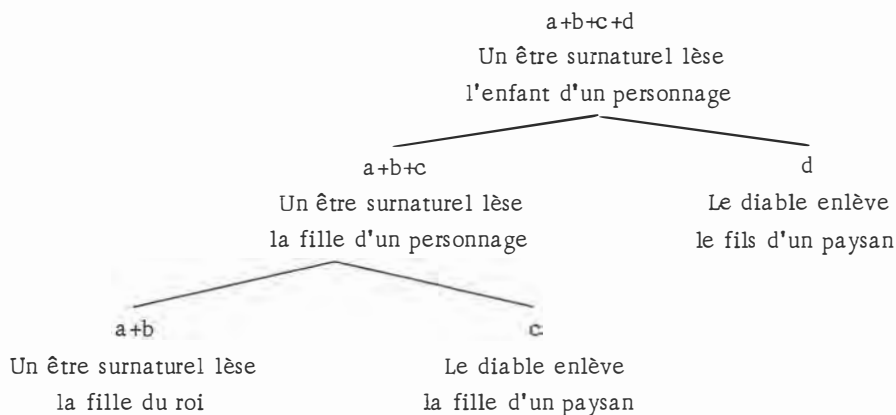 a+b+c+d
Un être surnaturel lèse
l'enfant d'un personnage
a+b+c
Un être surnaturel lèse
la fille d'un personnage
d
Le diable enlève
le fils d'un paysan
a+b
Un être surnaturel lèse
la fille du roi
c
Le diable enlève
la fille d'un paysan